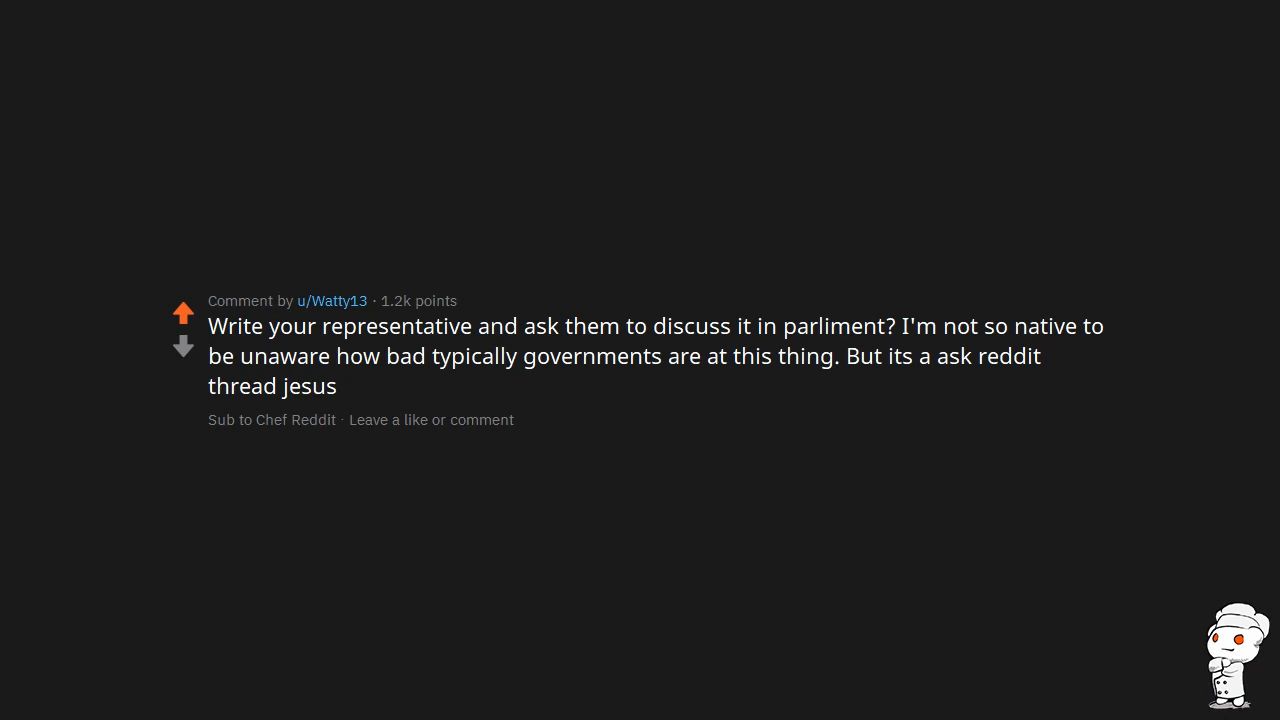 Comment by u/Watty13 · 1.2k points
Write your representative and ask them to discuss it in parliment? I'm not so native to
be unaware how bad typically governments are at this thing. But its a ask reddit
thread jesus
Sub to Chef Reddit · Leave a like or comment